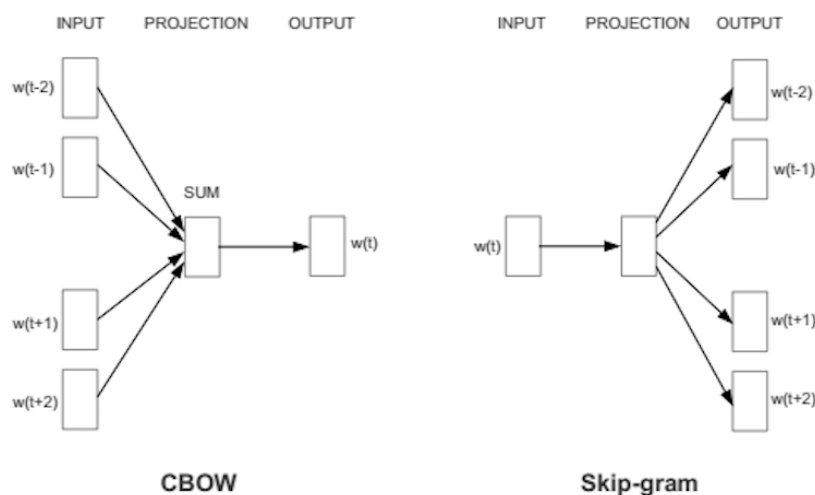 INPUT PROJECTION OUTPUT
w(t-2)
w(t-1)
SUM
w(t)
w(t+1)
w(t+2)
CBOW
INPUT PROJECTION OUTPUT
w(t-2)
w(t-1)
w(t)
w(t+1)
w(t+2)
Skip-gram